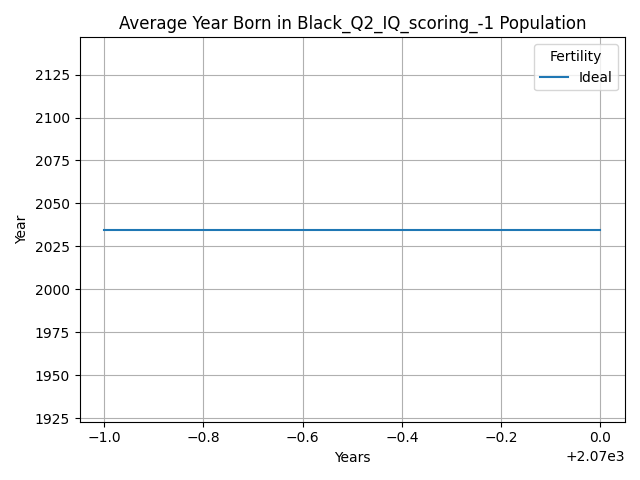 Average Year Born in Black_Q2_IQ_scoring_-1 Population
Fertility
Ideal
2125
2100
2075
2050
2025
2000
1975
1950
1925
Year
−1.0 −0.8 −0.6 −0.4 −0.2 0.0
Years
+2.07e3